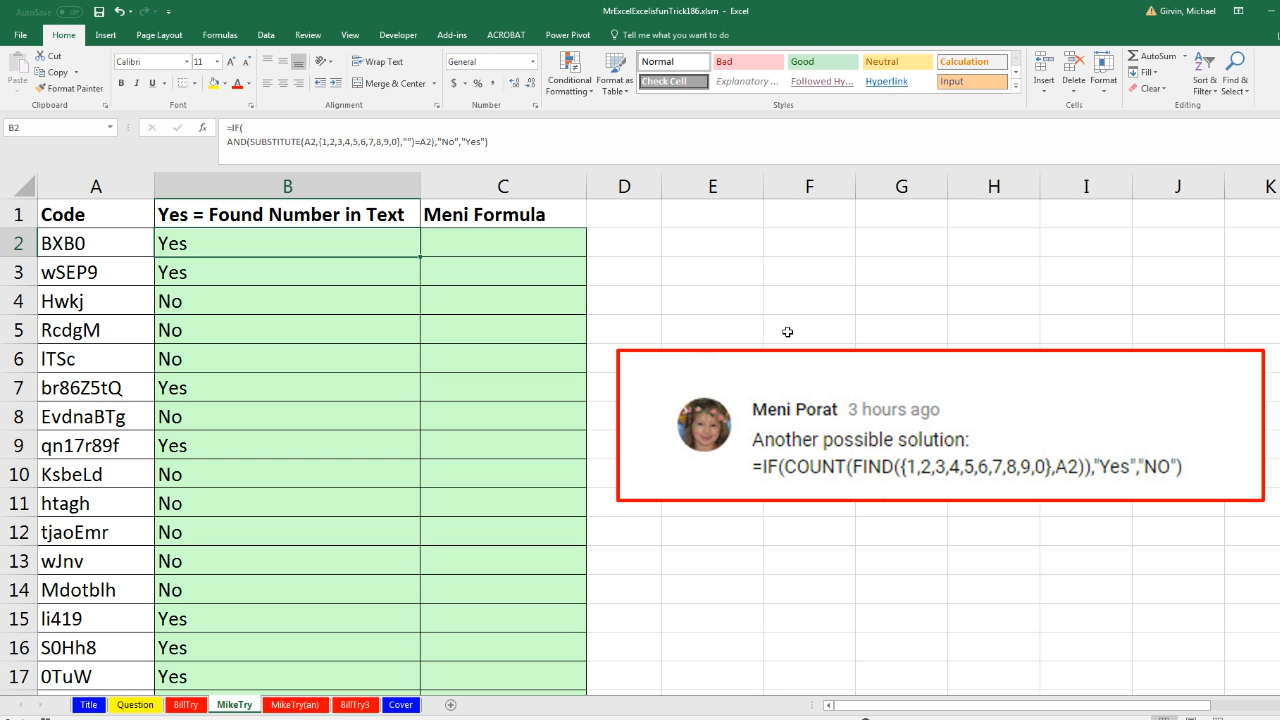 AutoSave Off
MrExcelExcelisfunTrick186.xlsm - Excel
Girvin, Michael
File Home Insert Page Layout Formulas Data Review View Developer Add-ins ACROBAT Power Pivot Tell me what you want to do
Paste
Cut
Copy
Format Painter
Clipboard
Calibri 11
B I U
Font
Wrap Text
Merge & Center
Alignment
General
$ % ,
Number
Conditional Formatting
Format as Table
Normal Bad Good Neutral Calculation
Check Cell Explanatory ... Followed Hy... Hyperlink Input
Styles
Insert Delete Format
Cells
AutoSum
Fill
Clear
Sort & Filter
Find & Select
Editing
B2
fx
=IF(
AND(SUBSTITUTE(A2,{1,2,3,4,5,6,7,8,9,0},"")=A2),"No","Yes")
A B C D E F G H I J K
1 Code Yes = Found Number in Text Meni Formula
2 BXB0 Yes
3 wSEP9 Yes
4 Hwkj No
5 RcdgM No
6 lTSc No
7 br86Z5tQ Yes
8 EvdnaBTg No
9 qn17r89f Yes
10 KsbeLd No
11 htagh No
12 tjaoEmr No
13 wJnv No
14 Mdotblh No
15 li419 Yes
16 S0Hh8 Yes
17 0TuW Yes
Meni Porat 3 hours ago
Another possible solution:
=IF(COUNT(FIND({1,2,3,4,5,6,7,8,9,0},A2)),"Yes","NO")
Title Question BillTry MikeTry MikeTry(an) BillTry3 Cover